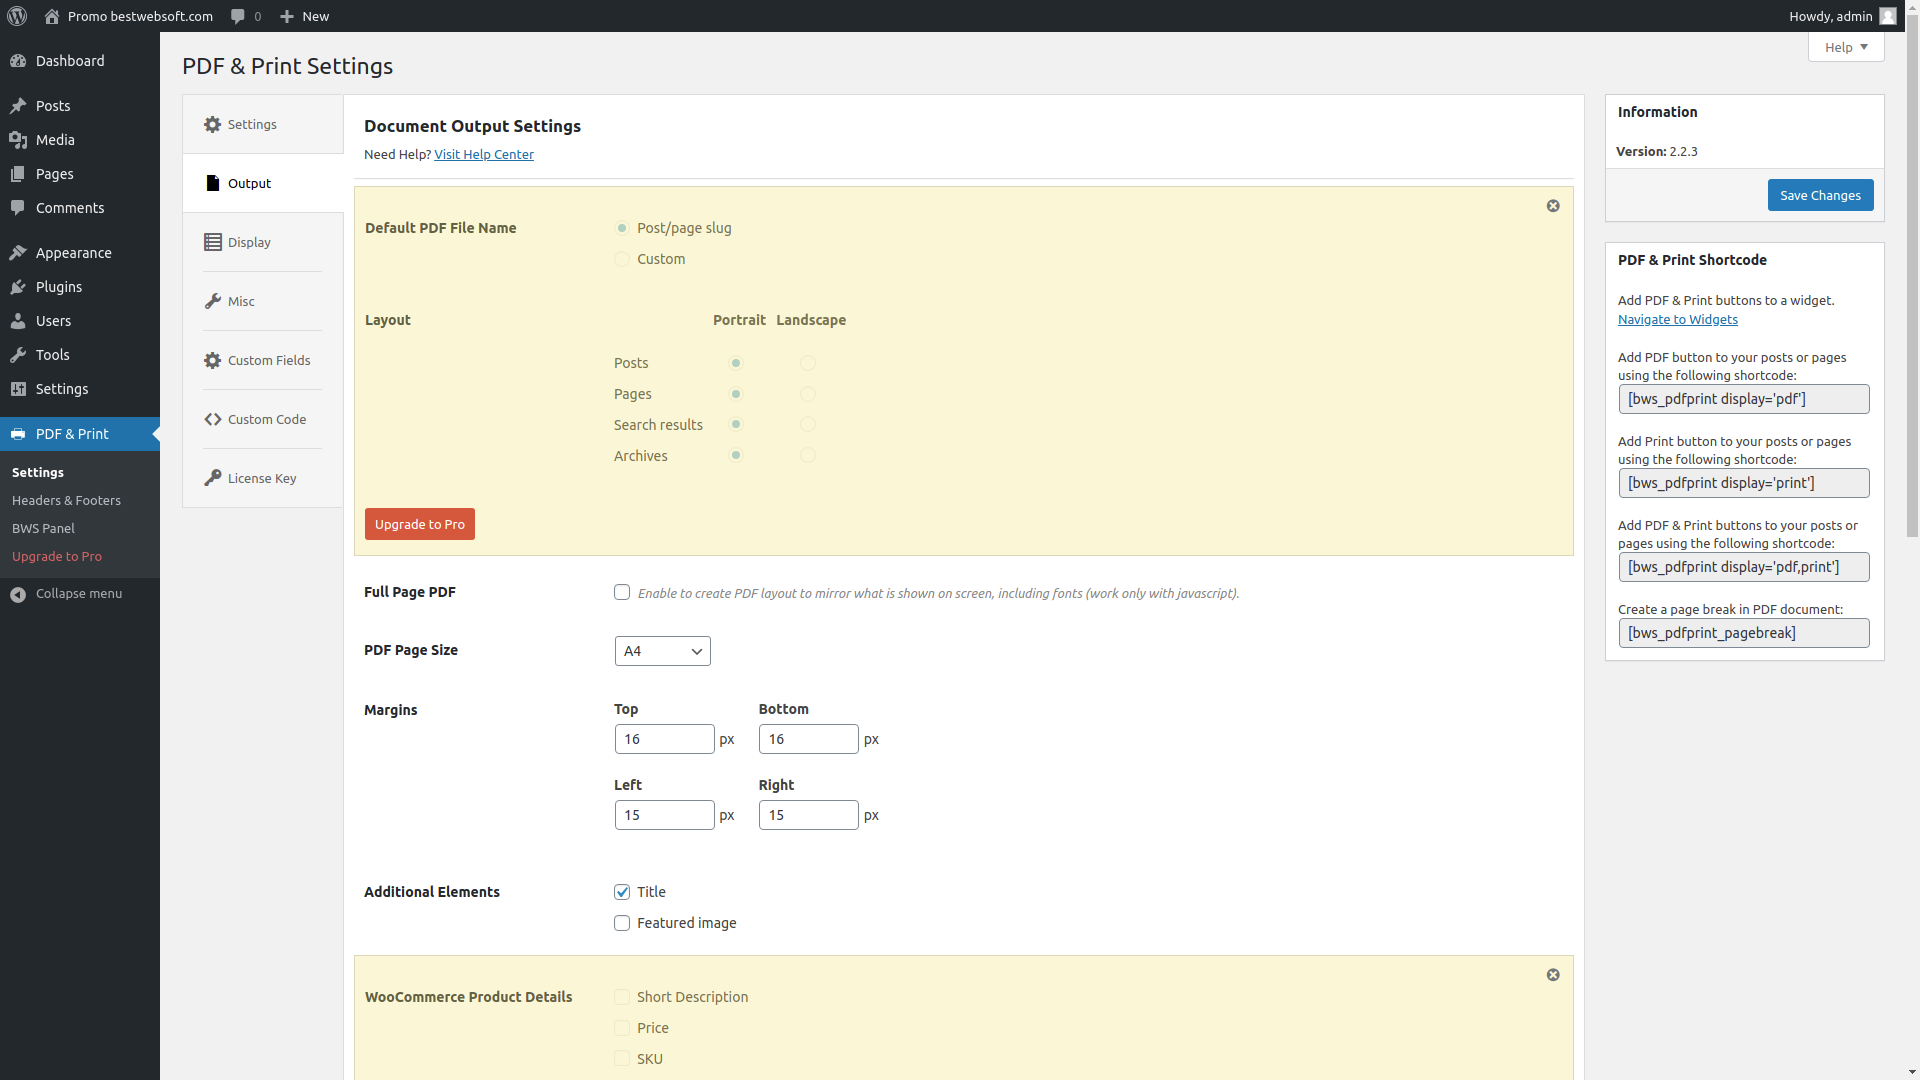 Promo bestwebsoft.com
0
New
Howdy, admin
Dashboard
Posts
Media
Pages
Comments
Appearance
Plugins
Users
Tools
Settings
PDF & Print
Settings
Headers & Footers
BWS Panel
Upgrade to Pro
Collapse menu
Help
PDF & Print Settings
Settings
Output
Display
Misc
Custom Fields
Custom Code
License Key
Document Output Settings
Need Help? Visit Help Center
Default PDF File Name
Post/page slug
Custom
Layout
Portrait Landscape
Posts
Pages
Search results
Archives
Upgrade to Pro
Full Page PDF
Enable to create PDF layout to mirror what is shown on screen, including fonts (work only with javascript).
PDF Page Size
A4
Margins
Top Bottom
16 px 16 px
Left Right
15 px 15 px
Additional Elements
Title
Featured image
WooCommerce Product Details
Short Description
Price
SKU
Information
Version: 2.2.3
Save Changes
PDF & Print Shortcode
Add PDF & Print buttons to a widget.
Navigate to Widgets
Add PDF button to your posts or pages
using the following shortcode:
[bws_pdfprint display='pdf']
Add Print button to your posts or pages
using the following shortcode:
[bws_pdfprint display='print']
Add PDF & Print buttons to your posts or
pages using the following shortcode:
[bws_pdfprint display='pdf,print']
Create a page break in PDF document:
[bws_pdfprint_pagebreak]